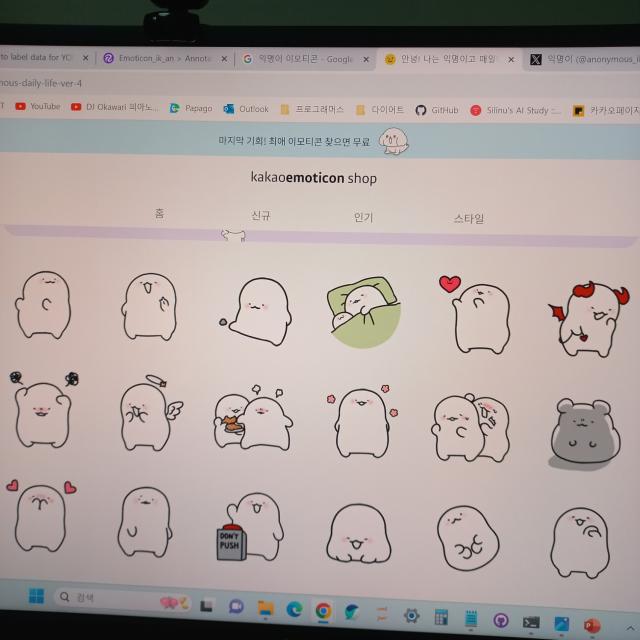 to label data for YO
Emoticon_ik_an > Annota
익명이 이모티콘 - Google
안녕! 나는 익명이고 매일
익명이 (@anonymous_i
nous-daily-life-ver-4
YouTube
DJ Okawari 피아노...
Papago
Outlook
프로그래머스
다이어트
GitHub
Silinu's AI Study ::...
카카오페이지
마지막 기회! 최애 이모티콘 찾으면 무료
kakaoemoticon shop
홈 신규 인기 스타일
DON'T
PUSH
검색